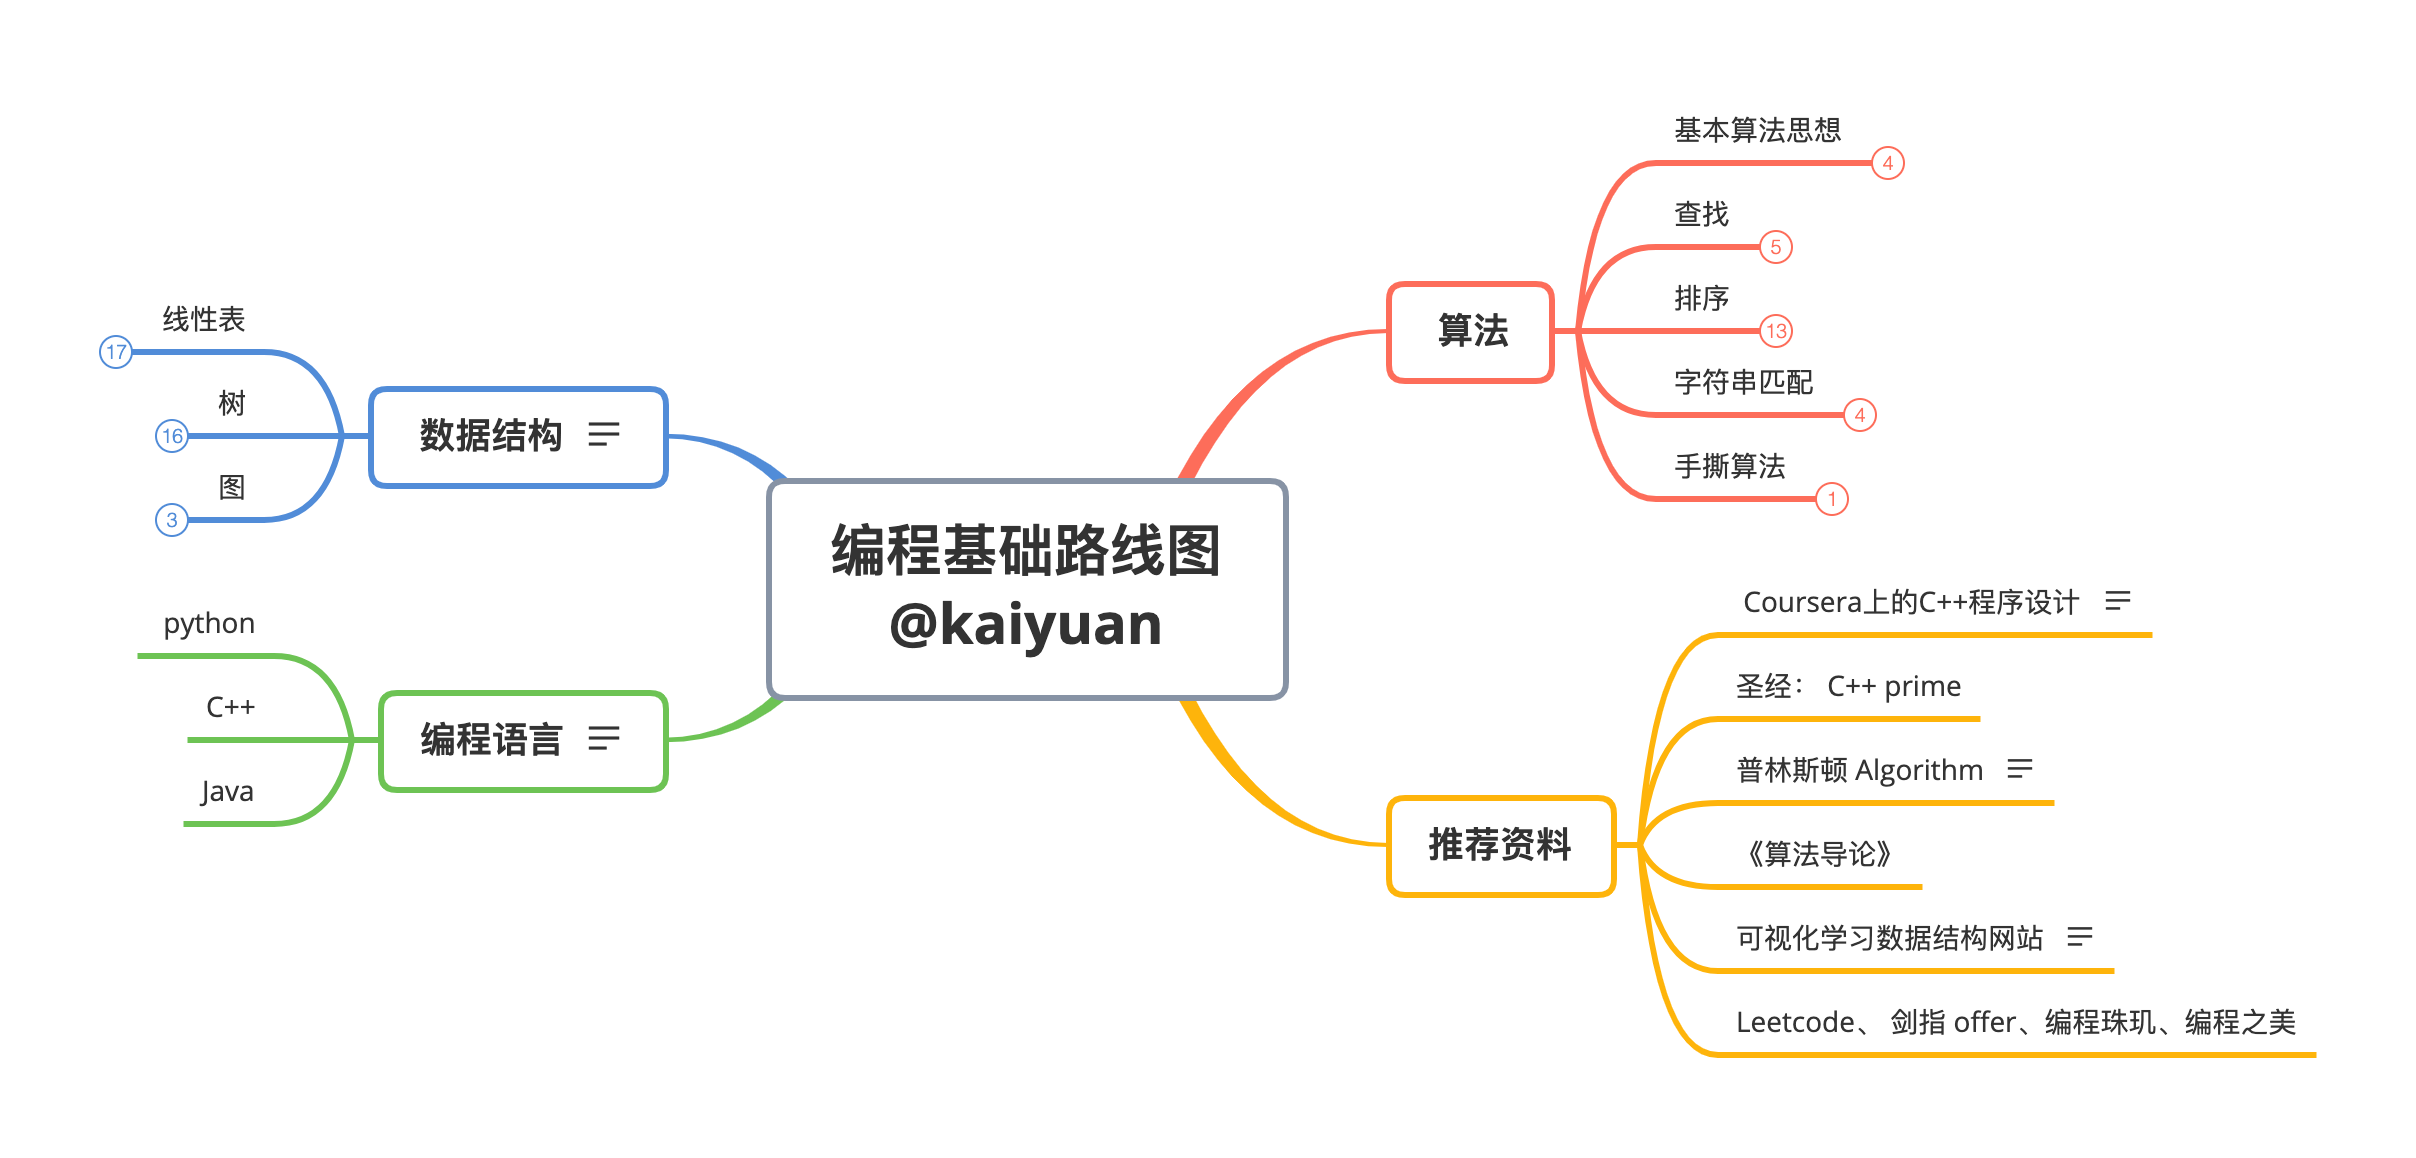 编程基础路线图
@kaiyuan
算法
基本算法思想
4
查找
5
排序
13
字符串匹配
4
手撕算法
1
推荐资料
Coursera上的C++程序设计
圣经： C++ prime
普林斯顿 Algorithm
《算法导论》
可视化学习数据结构网站
Leetcode、 剑指 offer、编程珠玑、编程之美
数据结构
线性表
17
树
16
图
3
编程语言
python
C++
Java